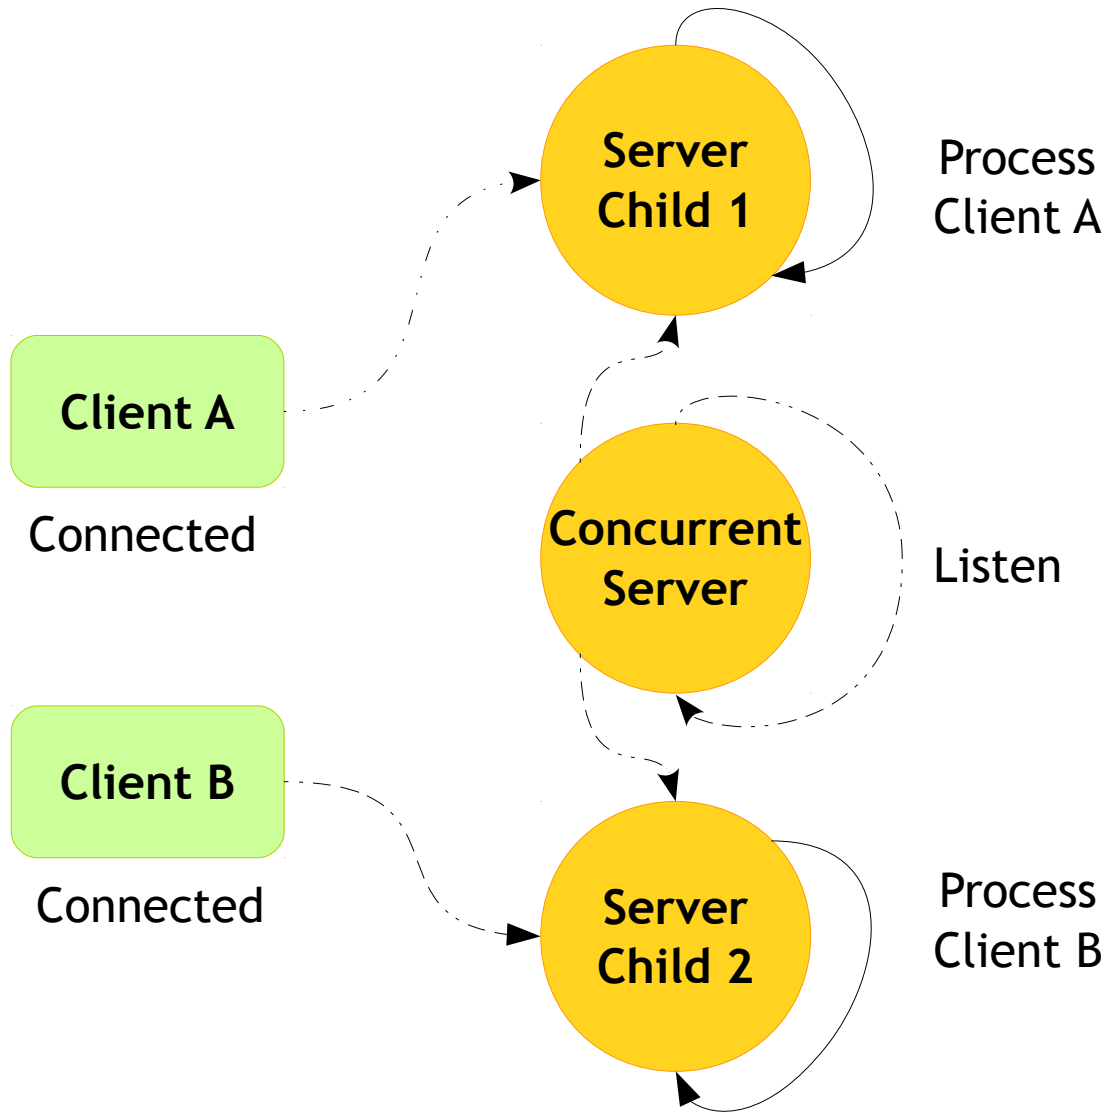 Server
Child 1
Process
Client A
Client A
Connected
Concurrent
Server
Listen
Client B
Connected
Server
Child 2
Process
Client B